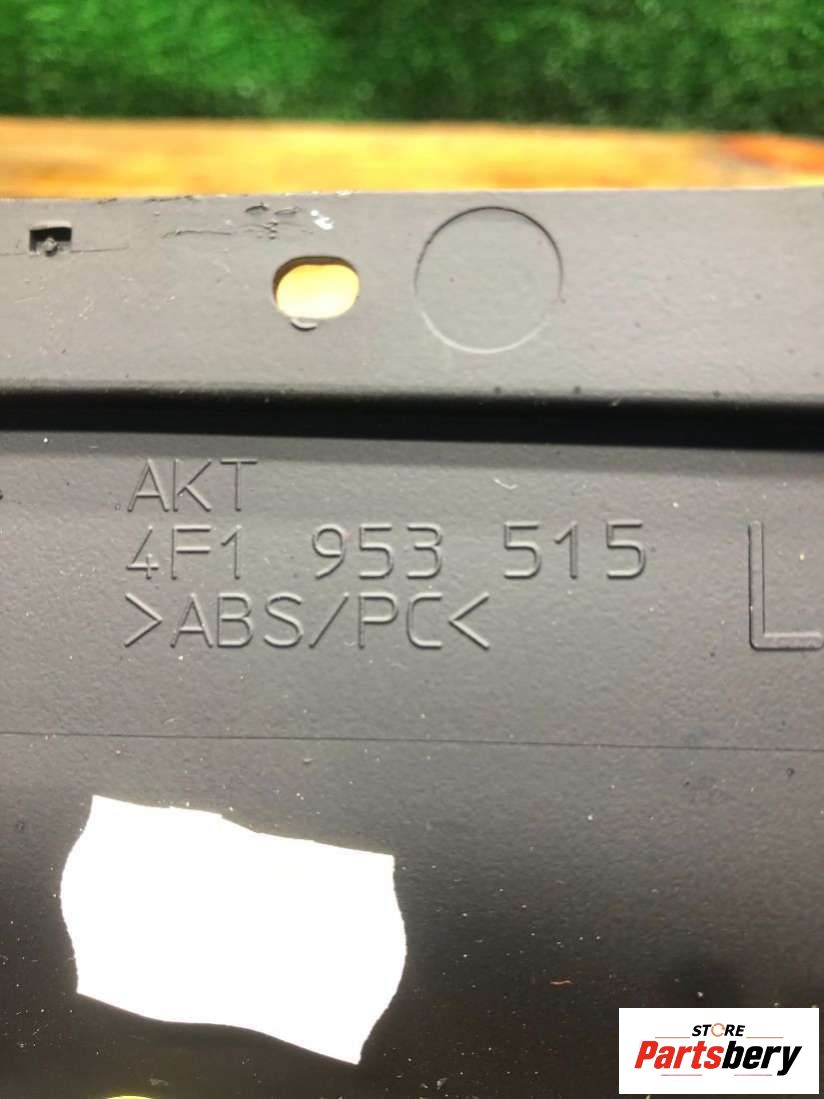 AKT
4F1 953 515 L
>ABS/PC<
STORE
Partsbery